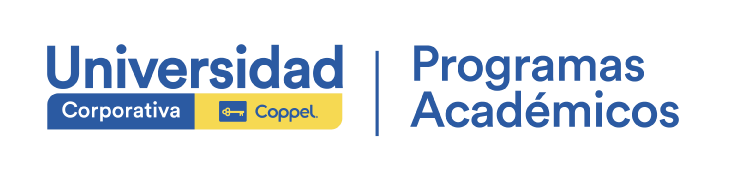 Universidad
Corporativa Coppel.
Programas
Académicos